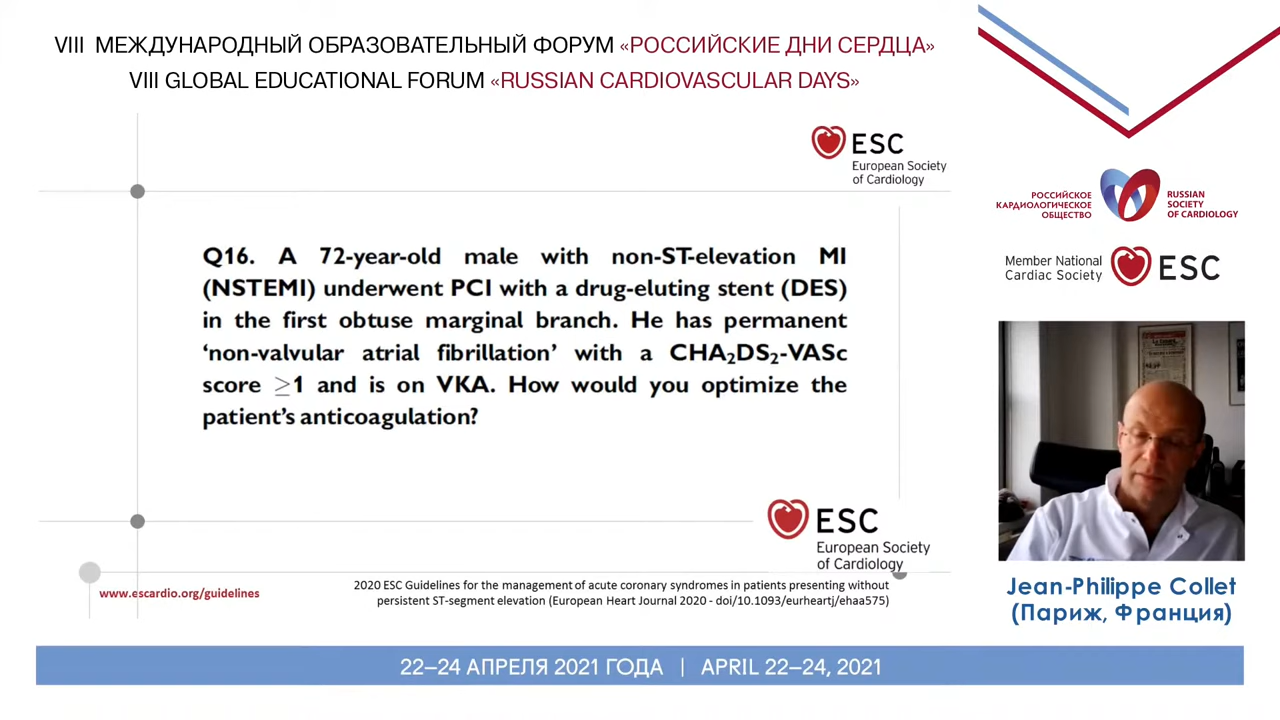 VIII МЕЖДУНАРОДНЫЙ ОБРАЗОВАТЕЛЬНЫЙ ФОРУМ «РОССИЙСКИЕ ДНИ СЕРДЦА»
VIII GLOBAL EDUCATIONAL FORUM «RUSSIAN CARDIOVASCULAR DAYS»
ESC
European Society
of Cardiology
Q16. A 72-year-old male with non-ST-elevation MI
(NSTEMI) underwent PCI with a drug-eluting stent (DES)
in the first obtuse marginal branch. He has permanent
‘non-valvular atrial fibrillation’ with a CHA₂DS₂-VASc
score ≥1 and is on VKA. How would you optimize the
patient’s anticoagulation?
ESC
European Society
of Cardiology
www.escardio.org/guidelines
2020 ESC Guidelines for the management of acute coronary syndromes in patients presenting without
persistent ST-segment elevation (European Heart Journal 2020 - doi/10.1093/eurheartj/ehaa575)
РОССИЙСКОЕ
КАРДИОЛОГИЧЕСКОЕ
ОБЩЕСТВО
RUSSIAN
SOCIETY
OF CARDIOLOGY
Member National
Cardiac Society
ESC
Jean-Philippe Collet
(Париж, Франция)
22–24 АПРЕЛЯ 2021 ГОДА | APRIL 22–24, 2021